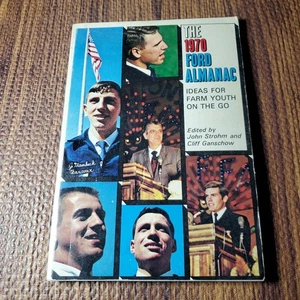 THE
1970
FORD
ALMANAC
IDEAS FOR
FARM YOUTH
ON THE GO
Edited by
John Strohm and
Cliff Ganschow